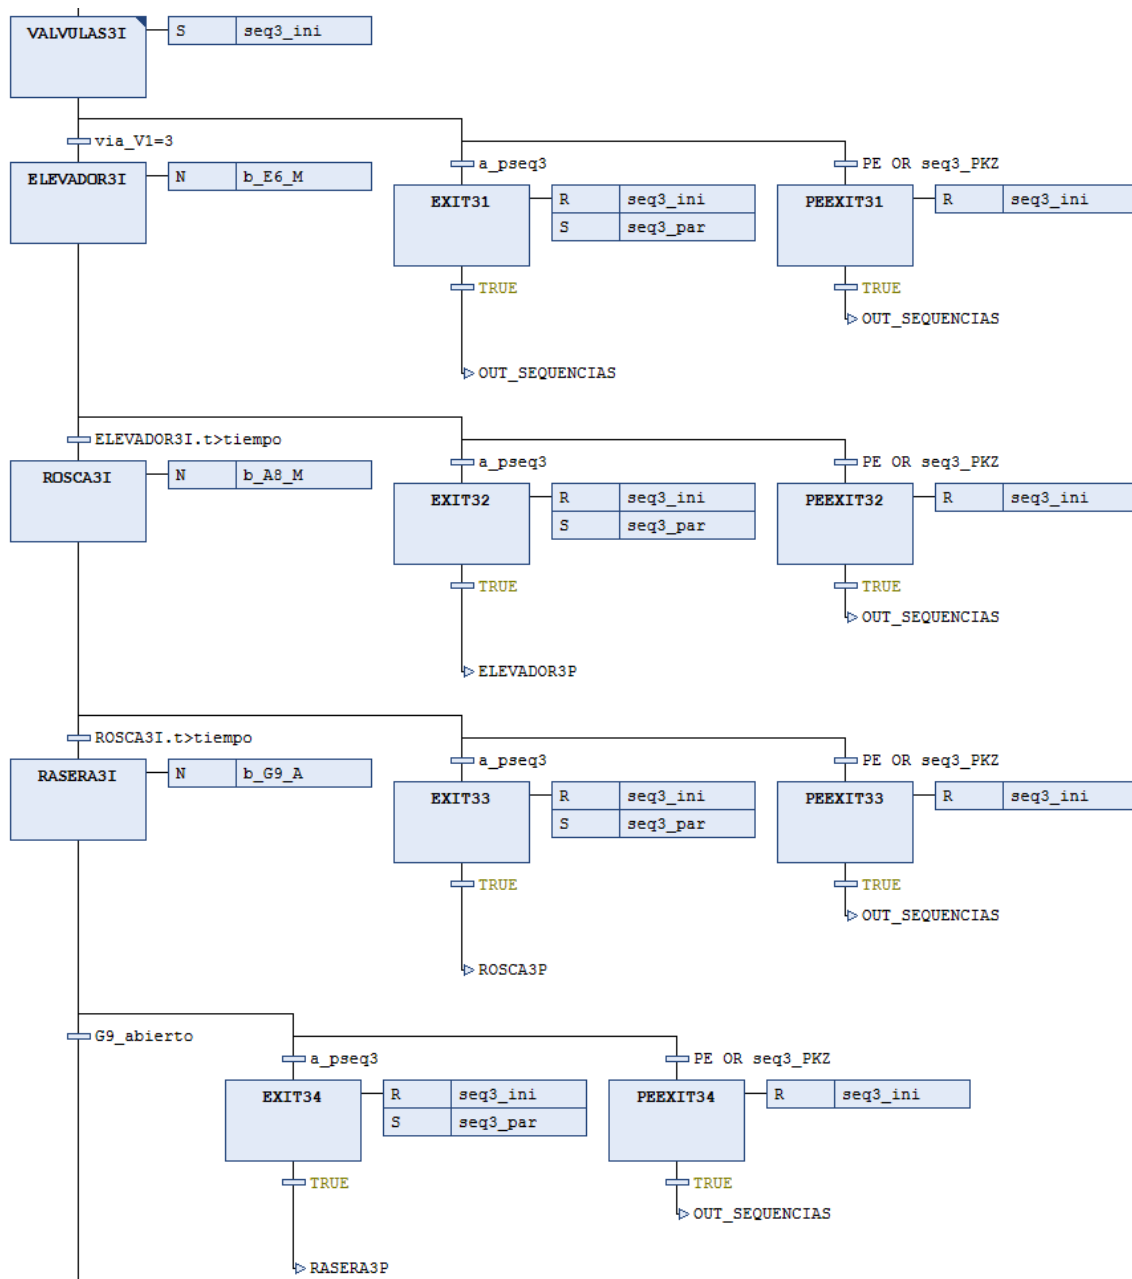 VALVULAS3I S seq3_ini
via_V1=3
a_pseq3 PE OR seq3_PKZ
ELEVADOR3I N b_E6_M
EXIT31 R seq3_ini PEEXIT31 R seq3_ini
S seq3_par
TRUE TRUE
OUT_SEQUENCIAS
OUT_SEQUENCIAS
ELEVADOR3I.t>tiempo
a_pseq3 PE OR seq3_PKZ
ROSCA3I N b_A8_M
EXIT32 R seq3_ini PEEXIT32 R seq3_ini
S seq3_par
TRUE TRUE
OUT_SEQUENCIAS
ELEVADOR3P
ROSCA3I.t>tiempo
a_pseq3 PE OR seq3_PKZ
RASERA3I N b_G9_A
EXIT33 R seq3_ini PEEXIT33 R seq3_ini
S seq3_par
TRUE TRUE
OUT_SEQUENCIAS
ROSCA3P
G9_abierto
a_pseq3 PE OR seq3_PKZ
EXIT34 R seq3_ini PEEXIT34 R seq3_ini
S seq3_par
TRUE TRUE
OUT_SEQUENCIAS
RASERA3P